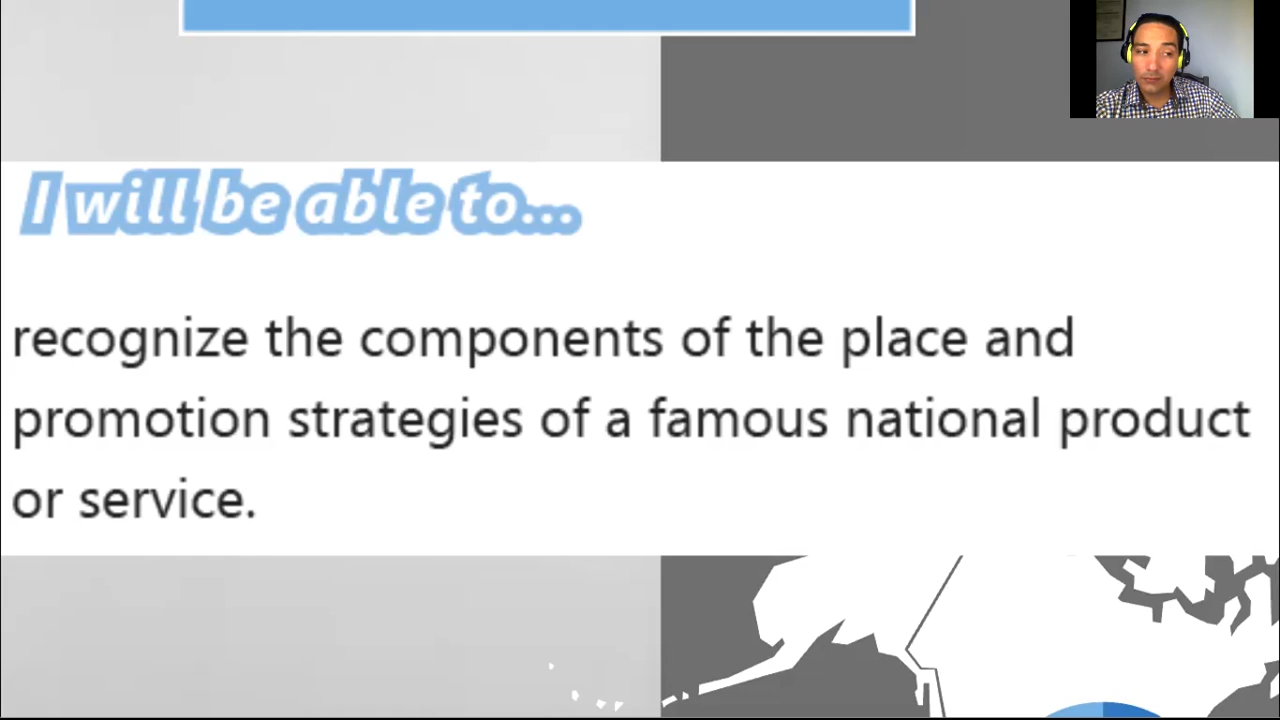 I will be able to...
recognize the components of the place and
promotion strategies of a famous national product
or service.